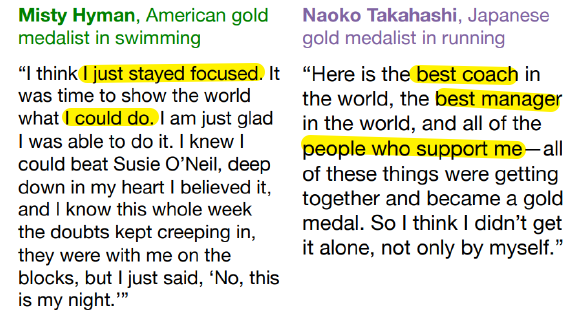 Misty Hyman, American gold
medalist in swimming
“I think I just stayed focused. It
was time to show the world
what I could do. I am just glad
I was able to do it. I knew I
could beat Susie O’Neil, deep
down in my heart I believed it,
and I know this whole week
the doubts kept creeping in,
they were with me on the
blocks, but I just said, ‘No, this
is my night.’”
Naoko Takahashi, Japanese
gold medalist in running
“Here is the best coach in
the world, the best manager
in the world, and all of the
people who support me—all
of these things were getting
together and became a gold
medal. So I think I didn’t get
it alone, not only by myself.”